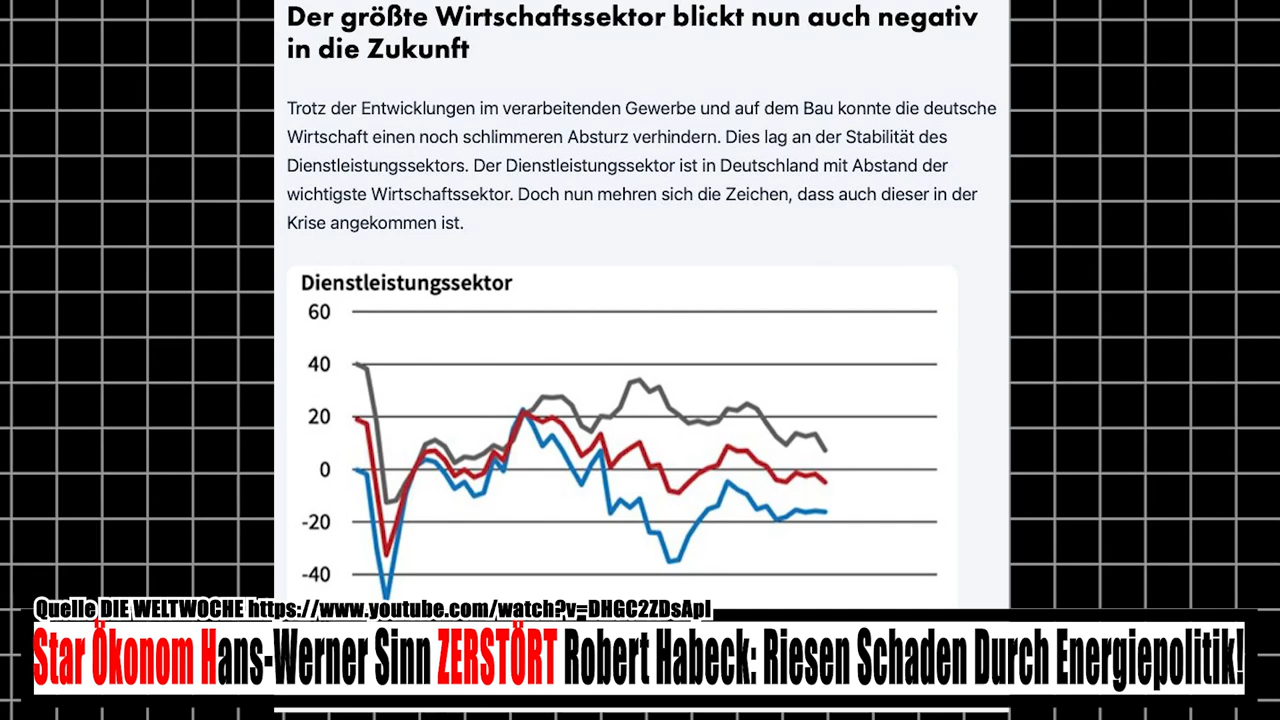 Der größte Wirtschaftssektor blickt nun auch negativ
in die Zukunft
Trotz der Entwicklungen im verarbeitenden Gewerbe und auf dem Bau konnte die deutsche
Wirtschaft einen noch schlimmeren Absturz verhindern. Dies lag an der Stabilität des
Dienstleistungssektors. Der Dienstleistungssektor ist in Deutschland mit Abstand der
wichtigste Wirtschaftssektor. Doch nun mehren sich die Zeichen, dass auch dieser in der
Krise angekommen ist.
Dienstleistungssektor
60
40
20
0
-20
-40
Quelle DIE WELTWOCHE https://www.youtube.com/watch?v=DHGC2ZDsApI
Star Ökonom Hans-Werner Sinn ZERSTÖRT Robert Habeck: Riesen Schaden Durch Energiepolitik!